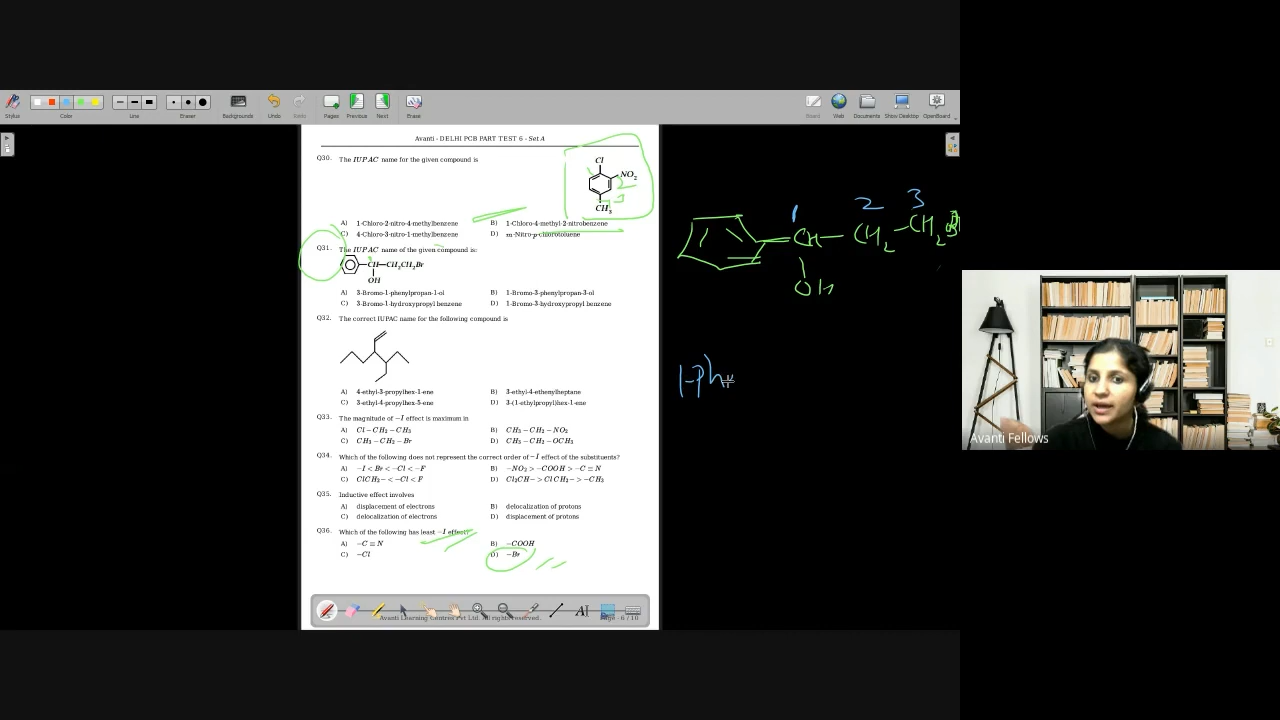 Stylus Color Line Eraser Backgrounds Undo Redo Pages Previous Next Erase Board Web Documents Show Desktop OpenBoard
Avanti - DELHI PCB PART TEST 6 - Set A
Q30. The IUPAC name for the given compound is
Cl
NO2
2
3
CH3
A) 1-Chloro-2-nitro-4-methylbenzene B) 1-Chloro-4-methyl-2-nitrobenzene
C) 4-Chloro-3-nitro-1-methylbenzene D) m-Nitro-p-chlorotoluene
Q31. The IUPAC name of the given compound is:
CH—CH2CH2Br
OH
A) 3-Bromo-1-phenylpropan-1-ol B) 1-Bromo-3-phenylpropan-3-ol
C) 3-Bromo-1-hydroxypropyl benzene D) 1-Bromo-3-hydroxypropyl benzene
Q32. The correct IUPAC name for the following compound is
A) 4-ethyl-3-propylhex-1-ene B) 3-ethyl-4-ethenylheptane
C) 3-ethyl-4-propylhex-5-ene D) 3-(1-ethylpropyl)hex-1-ene
Q33. The magnitude of −I effect is maximum in
A) Cl − CH2 − CH3 B) CH3 − CH2 − NO2
C) CH3 − CH2 − Br D) CH3 − CH2 − OCH3
Q34. Which of the following does not represent the correct order of −I effect of the substituents?
A) −I < Br < −Cl < −F B) −NO2 > −COOH > −C ≡ N
C) ClCH2− < −Cl < F D) Cl2CH− > ClCH2− > −CH3
Q35. Inductive effect involves
A) displacement of electrons B) delocalization of protons
C) delocalization of electrons D) displacement of protons
Q36. Which of the following has least −I effect?
A) −C ≡ N B) −COOH
C) −Cl D) −Br
Avanti Learning Centres Pvt Ltd. All rights reserved. Page - 6 / 10
1 2 3
CH — CH2 — CH2
OH
1-Ph
Avanti Fellows